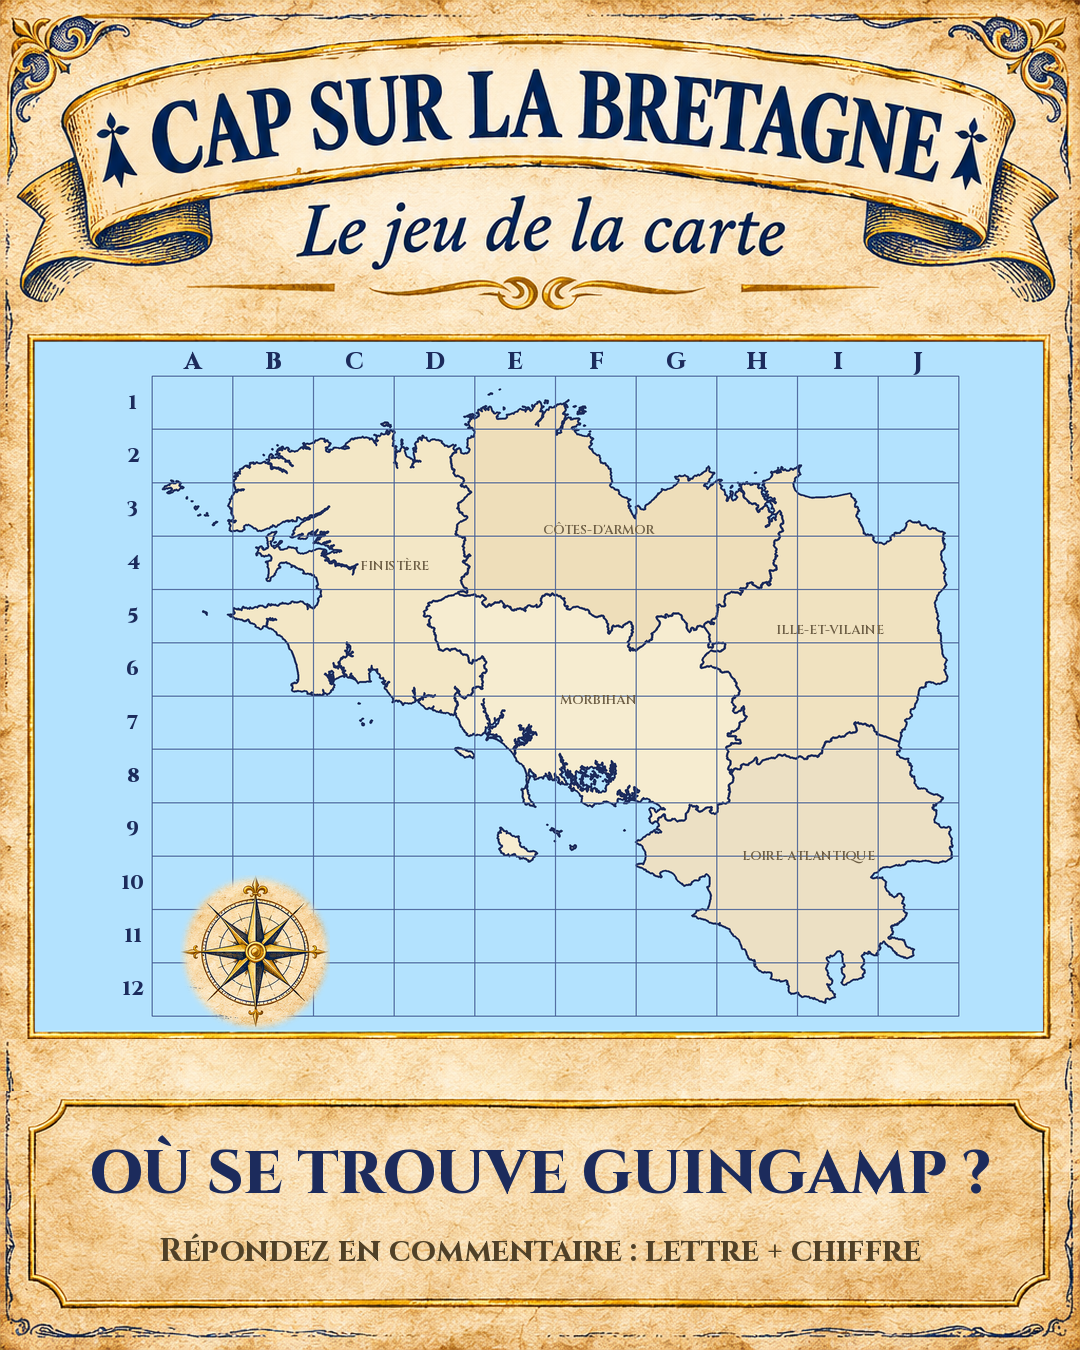 CAP SUR LA BRETAGNE
Le jeu de la carte
A B C D E F G H I J
1
2
3
CÔTES-D'ARMOR
4
FINISTÈRE
5
ILLE-ET-VILAINE
6
MORBIHAN
7
8
9
LOIRE-ATLANTIQUE
10
11
12
OÙ SE TROUVE GUINGAMP ?
RÉPONDEZ EN COMMENTAIRE : LETTRE + CHIFFRE